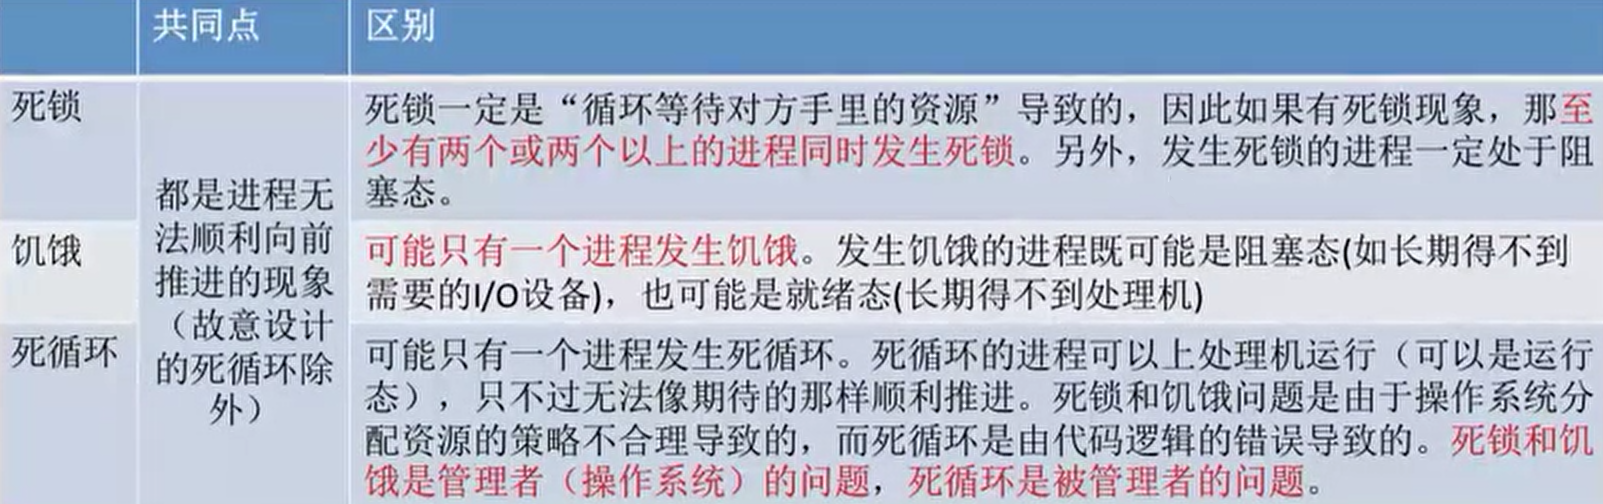 共同点
区别
死锁
死锁一定是“循环等待对方手里的资源”导致的，因此如果有死锁现象，那至
少有两个或两个以上的进程同时发生死锁。另外，发生死锁的进程一定处于阻
塞态。
都是进程无
法顺利向前
推进的现象
（故意设计
的死循环除
外）
饥饿
可能只有一个进程发生饥饿。发生饥饿的进程既可能是阻塞态(如长期得不到
需要的I/O设备)，也可能是就绪态(长期得不到处理机)
死循环
可能只有一个进程发生死循环。死循环的进程可以上处理机运行（可以是运行
态），只不过无法像期待的那样顺利推进。死锁和饥饿问题是由于操作系统分
配资源的策略不合理导致的，而死循环是由代码逻辑的错误导致的。死锁和饥
饿是管理者（操作系统）的问题，死循环是被管理者的问题。